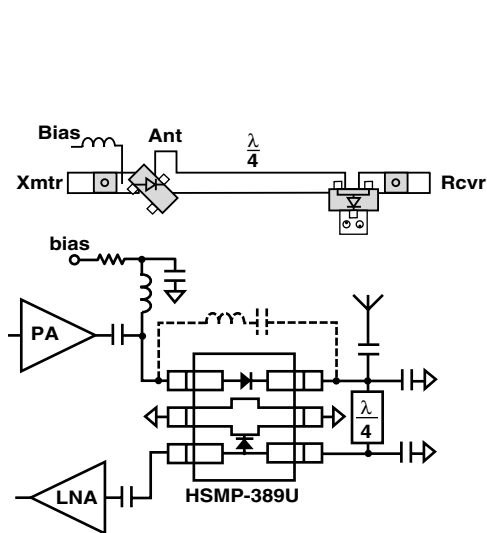 Bias
Ant
λ
4
Xmtr
Rcvr
bias
PA
λ
4
LNA
HSMP-389U